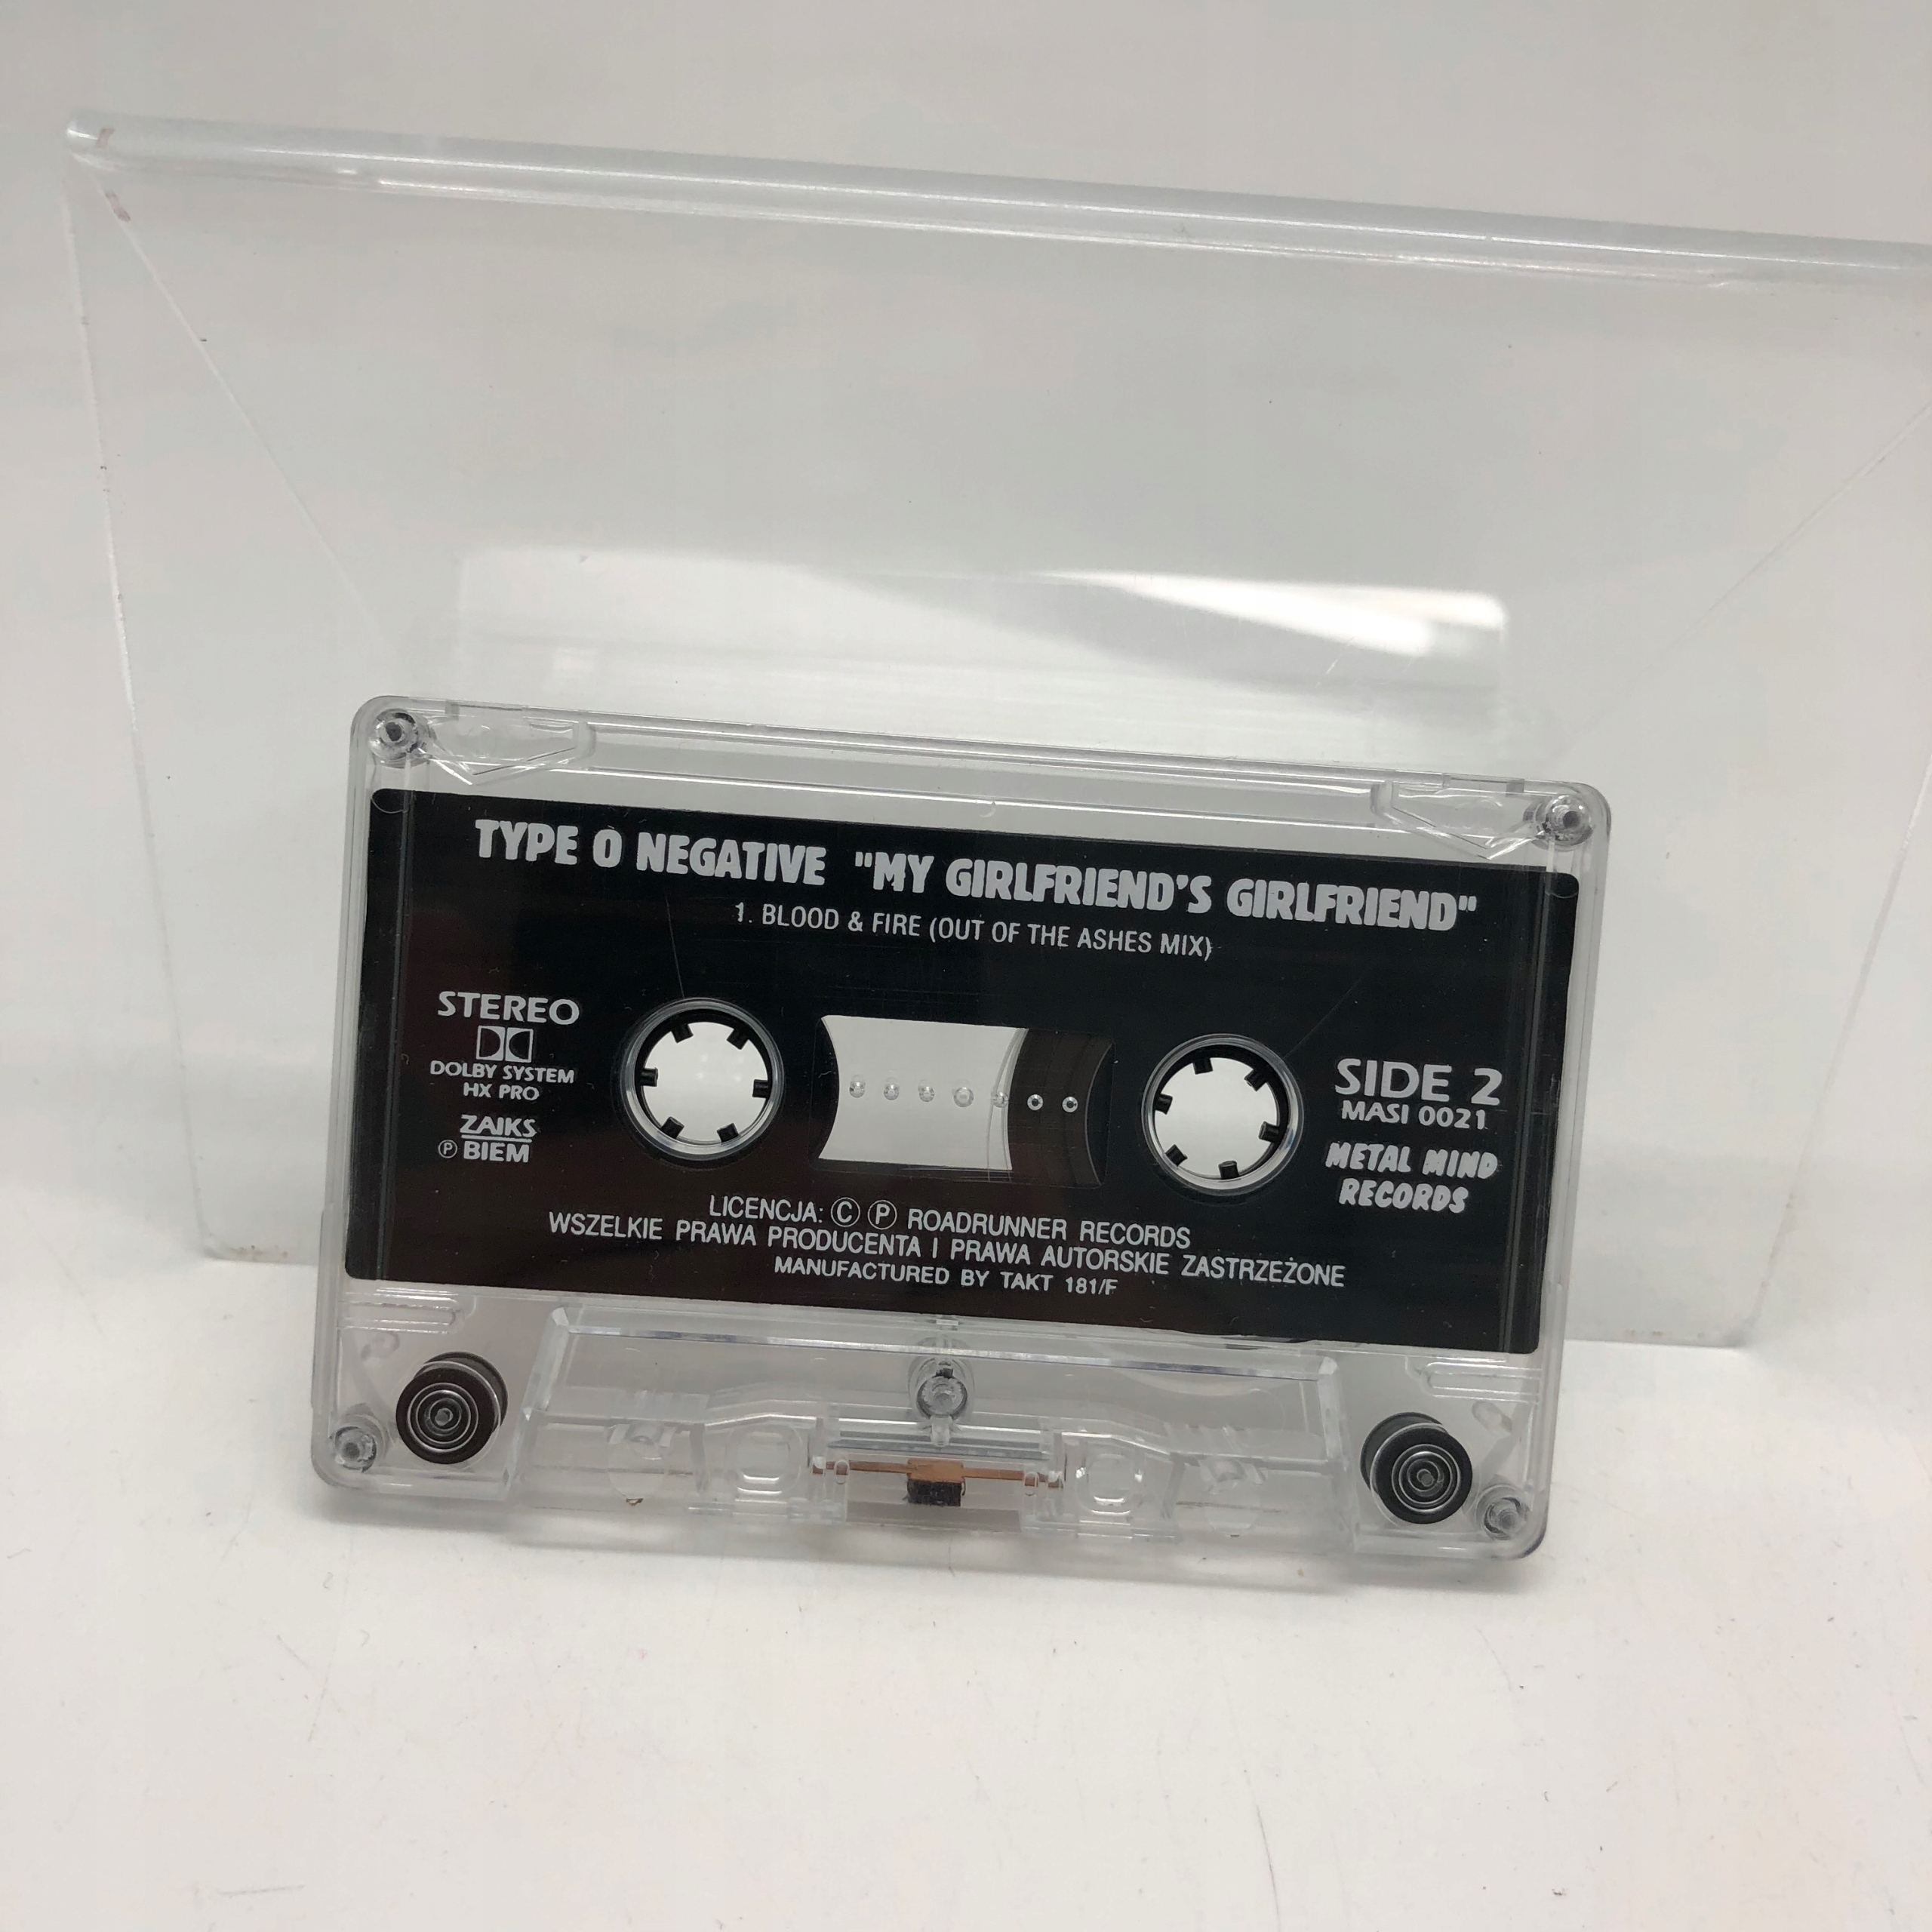 TYPE O NEGATIVE "MY GIRLFRIEND'S GIRLFRIEND"
1. BLOOD & FIRE (OUT OF THE ASHES MIX)
STEREO
DOLBY SYSTEM
HX PRO
ZAIKS
Ⓟ BIEM
SIDE 2
MASI 0021
METAL MIND
RECORDS
LICENCJA: Ⓒ Ⓟ ROADRUNNER RECORDS
WSZELKIE PRAWA PRODUCENTA I PRAWA AUTORSKIE ZASTRZEŻONE
MANUFACTURED BY TAKT 181/F